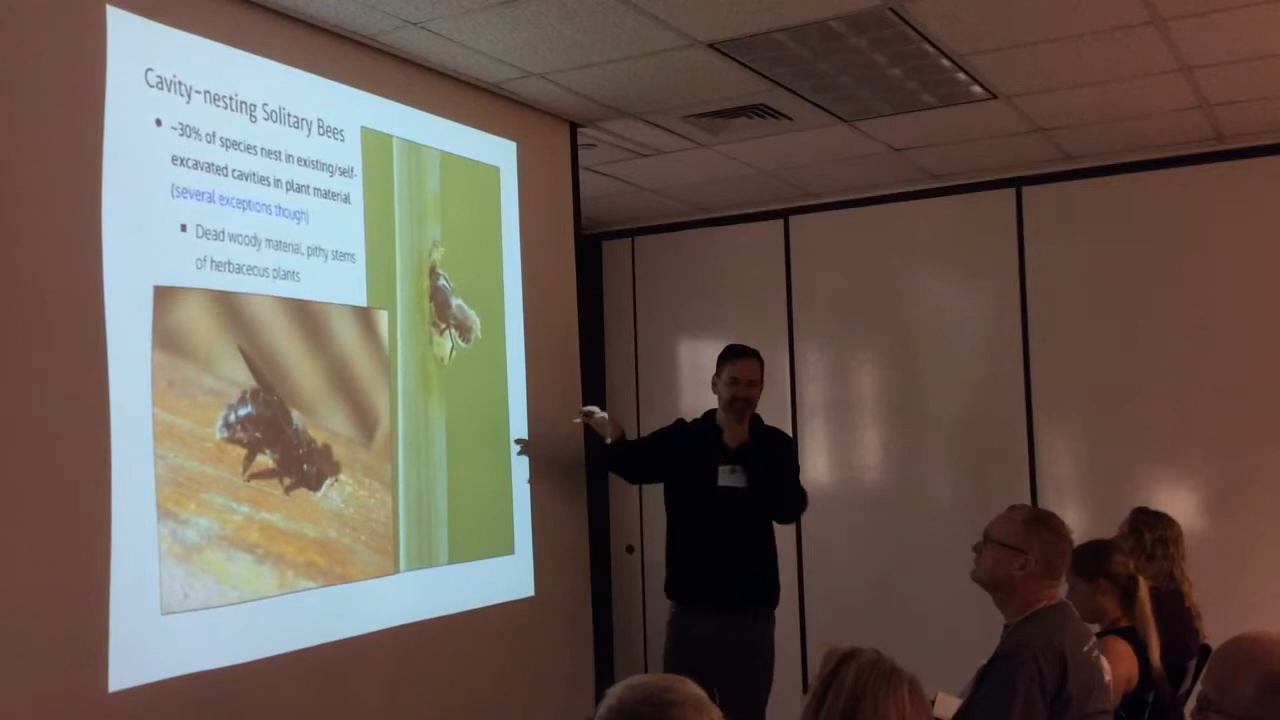 Cavity-nesting Solitary Bees
• ~30% of species nest in existing/self-
excavated cavities in plant material
(several exceptions though)
▪ Dead woody material, pithy stems
of herbaceous plants